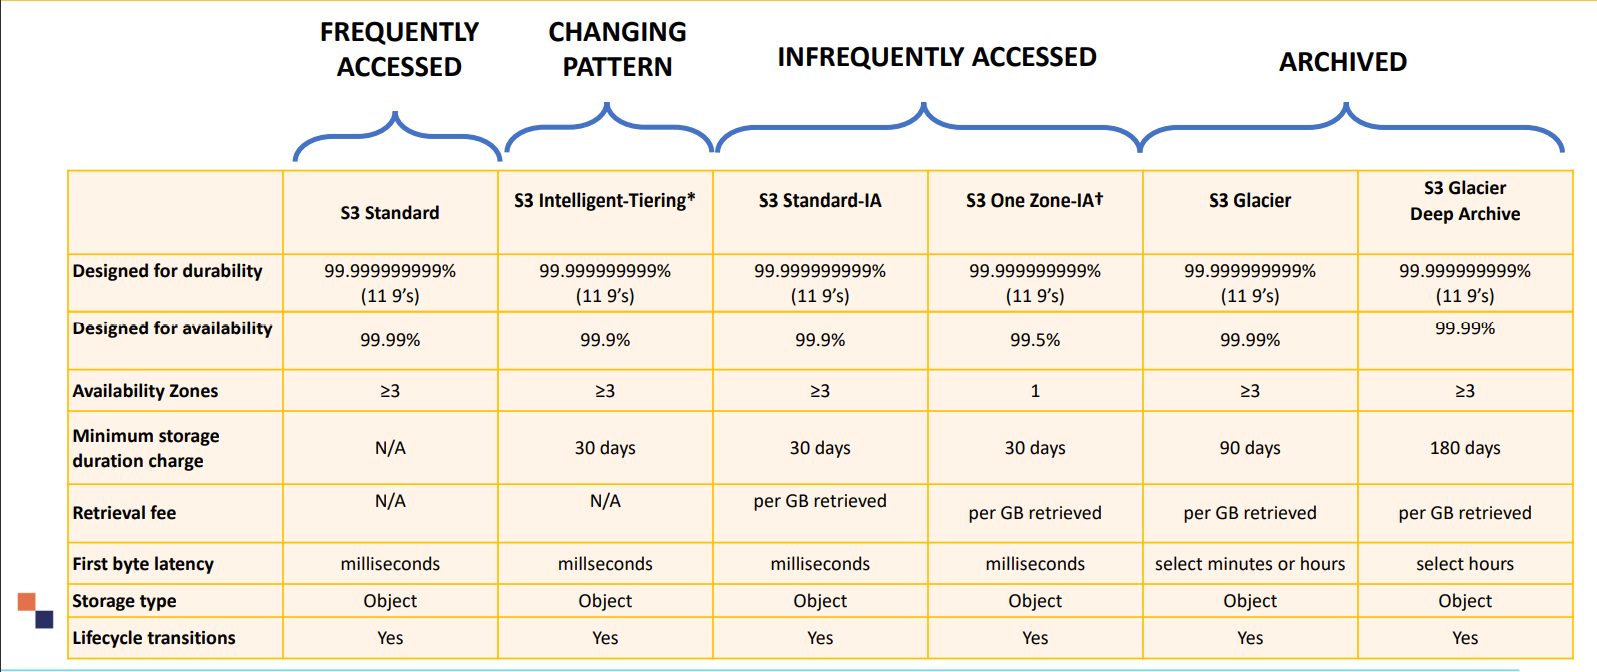 FREQUENTLY
ACCESSED
CHANGING
PATTERN
INFREQUENTLY ACCESSED
ARCHIVED
S3 Standard
S3 Intelligent-Tiering*
S3 Standard-IA
S3 One Zone-IA†
S3 Glacier
S3 Glacier
Deep Archive
Designed for durability
99.999999999%
(11 9’s)
99.999999999%
(11 9’s)
99.999999999%
(11 9’s)
99.999999999%
(11 9’s)
99.999999999%
(11 9’s)
99.999999999%
(11 9’s)
Designed for availability
99.99%
99.9%
99.9%
99.5%
99.99%
99.99%
Availability Zones
≥3
≥3
≥3
1
≥3
≥3
Minimum storage
duration charge
N/A
30 days
30 days
30 days
90 days
180 days
Retrieval fee
N/A
N/A
per GB retrieved
per GB retrieved
per GB retrieved
per GB retrieved
First byte latency
milliseconds
millseconds
milliseconds
milliseconds
select minutes or hours
select hours
Storage type
Object
Object
Object
Object
Object
Object
Lifecycle transitions
Yes
Yes
Yes
Yes
Yes
Yes